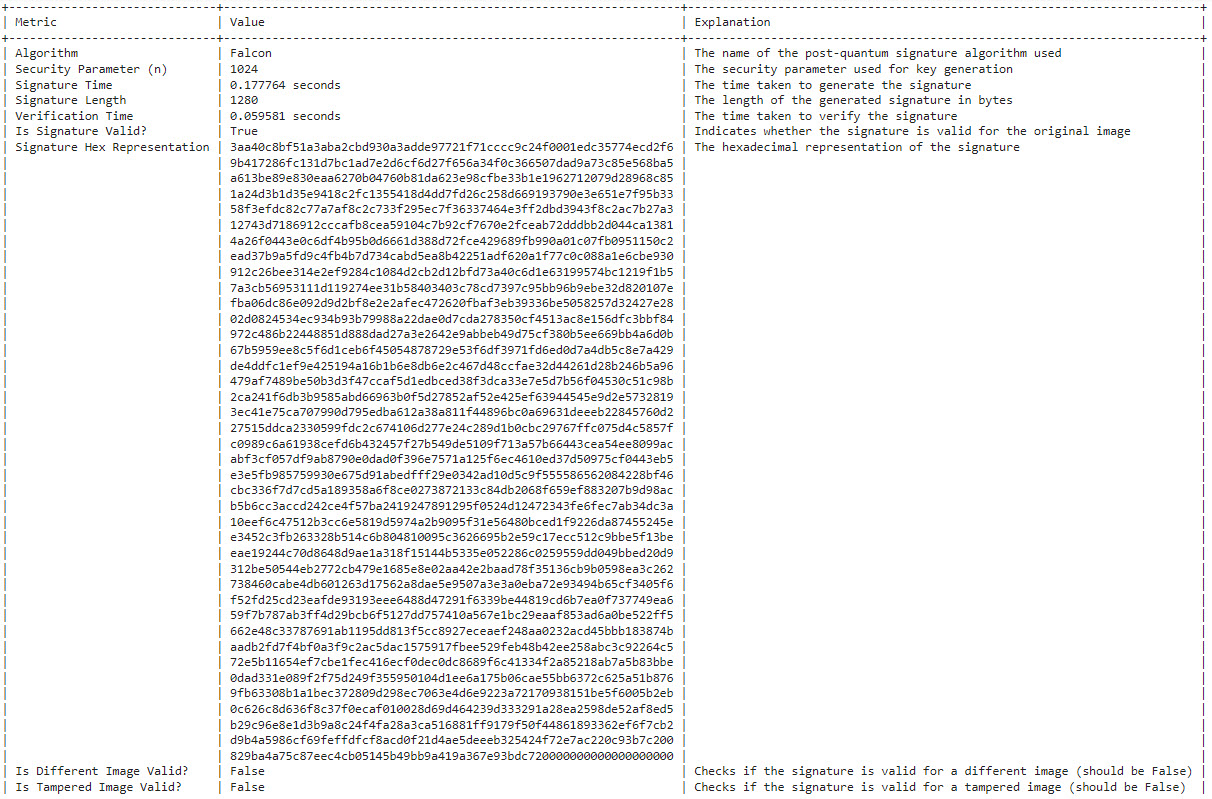 Metric Value Explanation
Algorithm Falcon The name of the post-quantum signature algorithm used
Security Parameter (n) 1024 The security parameter used for key generation
Signature Time 0.177764 seconds The time taken to generate the signature
Signature Length 1280 The length of the generated signature in bytes
Verification Time 0.059581 seconds The time taken to verify the signature
Is Signature Valid? True Indicates whether the signature is valid for the original image
Signature Hex Representation 3aa40c8bf51a3aba2cbd930a3adde97721f71cccc9c24f0001edc35774ecd2f6 The hexadecimal representation of the signature
9b417286fc131d7bc1ad7e2d6cf6d27f656a34f0c366507dad9a73c85e568ba5
a613be89e830eaa6270b04760b81da623e98cfbe33b1e1962712079d28968c85
1a24d3b1d35e9418c2fc1355418d4dd7fd26c258d669193790e3e651e7f95b33
58f3efdc82c77a7af8c2c733f295ec7f36337464e3ff2dbd3943f8c2ac7b27a3
12743d7186912cccafb8cea59104c7b92cf7670e2fceab72dddbb2d044ca1381
4a26f0443e0c6df4b95b0d6661d388d72fce429689fb990a01c07fb0951150c2
ead37b9a5fd9c4fb4b7d734cabd5ea8b42251adf620a1f77c0c088a1e6cbe930
912c26bee314e2ef9284c1084d2cb2d12bfd73a40c6d1e63199574bc1219f1b5
7a3cb56953111d119274ee31b58403403c78cd7397c95bb96b9ebe32d820107e
fba06dc86e092d9d2bf8e2e2afec472620fbaf3eb39336be5058257d32427e28
02d0824534ec934b93b79988a22dae0d7cda278350cf4513ac8e156dfc3bbf84
972c486b22448851d888dad27a3e2642e9abbeb49d75cf380b5ee669bb4a6d0b
67b5959ee8c5f6d1ceb6f45054878729e53f6df3971fd6ed0d7a4db5c8e7a429
de4ddfc1ef9e425194a16b1b6e8db6e2c467d48ccfae32d44261d28b246b5a96
479af7489be50b3d3f47ccaf5d1edbced38f3dca33e7e5d7b56f04530c51c98b
2ca241f6db3b9585abd66963b0f5d27852af52e425ef63944545e9d2e5732819
3ec41e75ca707990d795edba612a38a811f44896bc0a69631deeeb22845760d2
27515ddca2330599fdc2c674106d277e24c289d1b0cbc29767ffc075d4c5857f
c0989c6a61938cefd6b432457f27b549de5109f713a57b66443cea54ee8099ac
abf3cf057df9ab8790e0dad0f396e7571a125f6ec4610ed37d50975cf0443eb5
e3e5fb985759930e675d91abedfff29e0342ad10d5c9f555586562084228bf46
cbc336f7d7cd5a189358a6f8ce0273872133c84db2068f659ef883207b9d98ac
b5b6cc3accd242ce4f57ba2419247891295f0524d12472343fe6fec7ab34dc3a
10eef6c47512b3cc6e5819d5974a2b9095f31e56480bced1f9226da87455245e
e3452c3fb263328b514c6b804810095c3626695b2e59c17ecc512c9bbe5f13be
eae19244c70d8648d9ae1a318f15144b5335e052286c0259559dd049bbed20d9
312be50544eb2772cb479e1685e8e02aa42e2baad78f35136cb9b0598ea3c262
738460cabe4db601263d17562a8dae5e9507a3e3a0eba72e93494b65cf3405f6
f52fd25cd23eafde93193eee6488d47291f6339be44819cd6b7ea0f737749ea6
59f7b787ab3ff4d29bcb6f5127dd757410a567e1bc29eaaf853ad6a0be522ff5
662e48c33787691ab1195dd813f5cc8927eceaef248aa0232acd45bbb183874b
aadb2fd7f4bf0a3f9c2ac5dac1575917fbee529feb48b42ee258abc3c92264c5
72e5b11654ef7cbe1fec416ecf0dec0dc8689f6c41334f2a85218ab7a5b83bbe
0dad331e089f2f75d249f355950104d1ee6a175b06cae55bb6372c625a51b876
9fb63308b1a1bec372809d298ec7063e4d6e9223a72170938151be5f6005b2eb
0c626c8d636f8c37f0ecaf010028d69d464239d333291a28ea2598de52af8ed5
b29c96e8e1d3b9a8c24f4fa28a3ca516881ff9179f50f44861893362ef6f7cb2
d9b4a5986cf69feffdfcf8acd0f21d4ae5deeeb325424f72e7ac220c93b7c200
829ba4a75c87eec4cb05145b49bb9a419a367e93bdc720000000000000000000
Is Different Image Valid? False Checks if the signature is valid for a different image (should be False)
Is Tampered Image Valid? False Checks if the signature is valid for a tampered image (should be False)